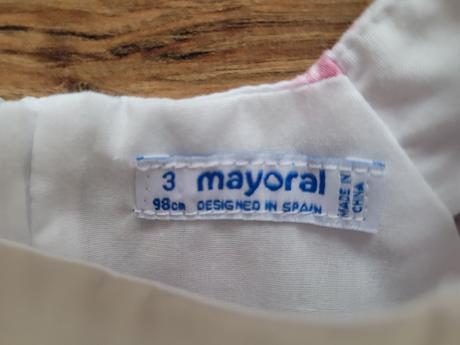 3 mayoral
98cm DESIGNED IN SPAIN
MADE IN
CHINA